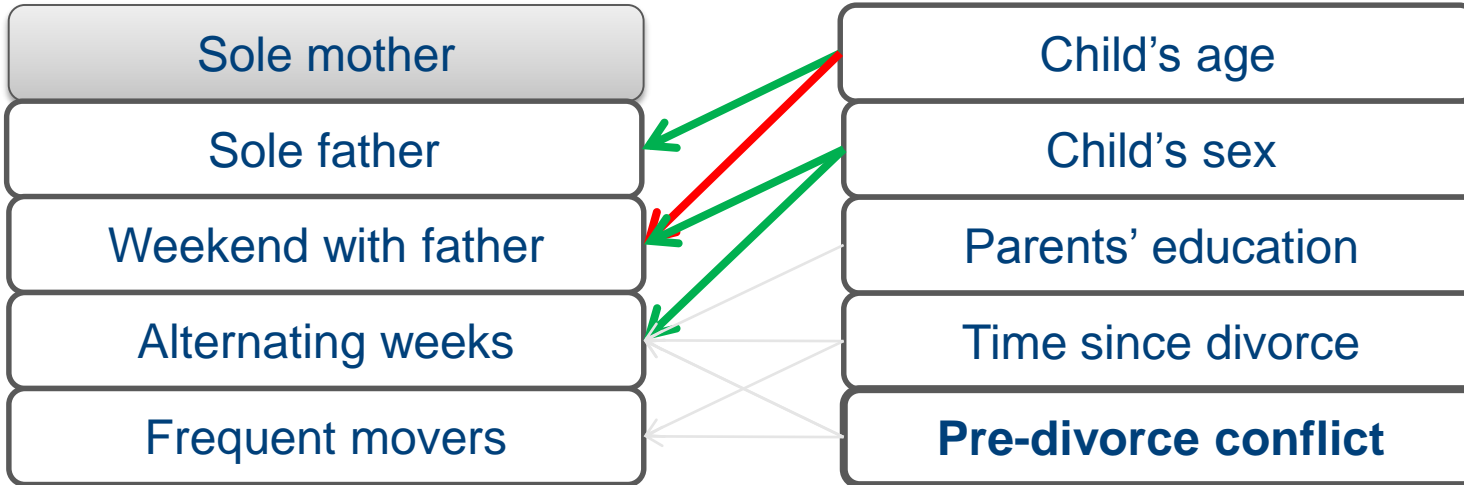 Sole mother
Sole father
Weekend with father
Alternating weeks
Frequent movers
Child’s age
Child’s sex
Parents’ education
Time since divorce
Pre-divorce conflict